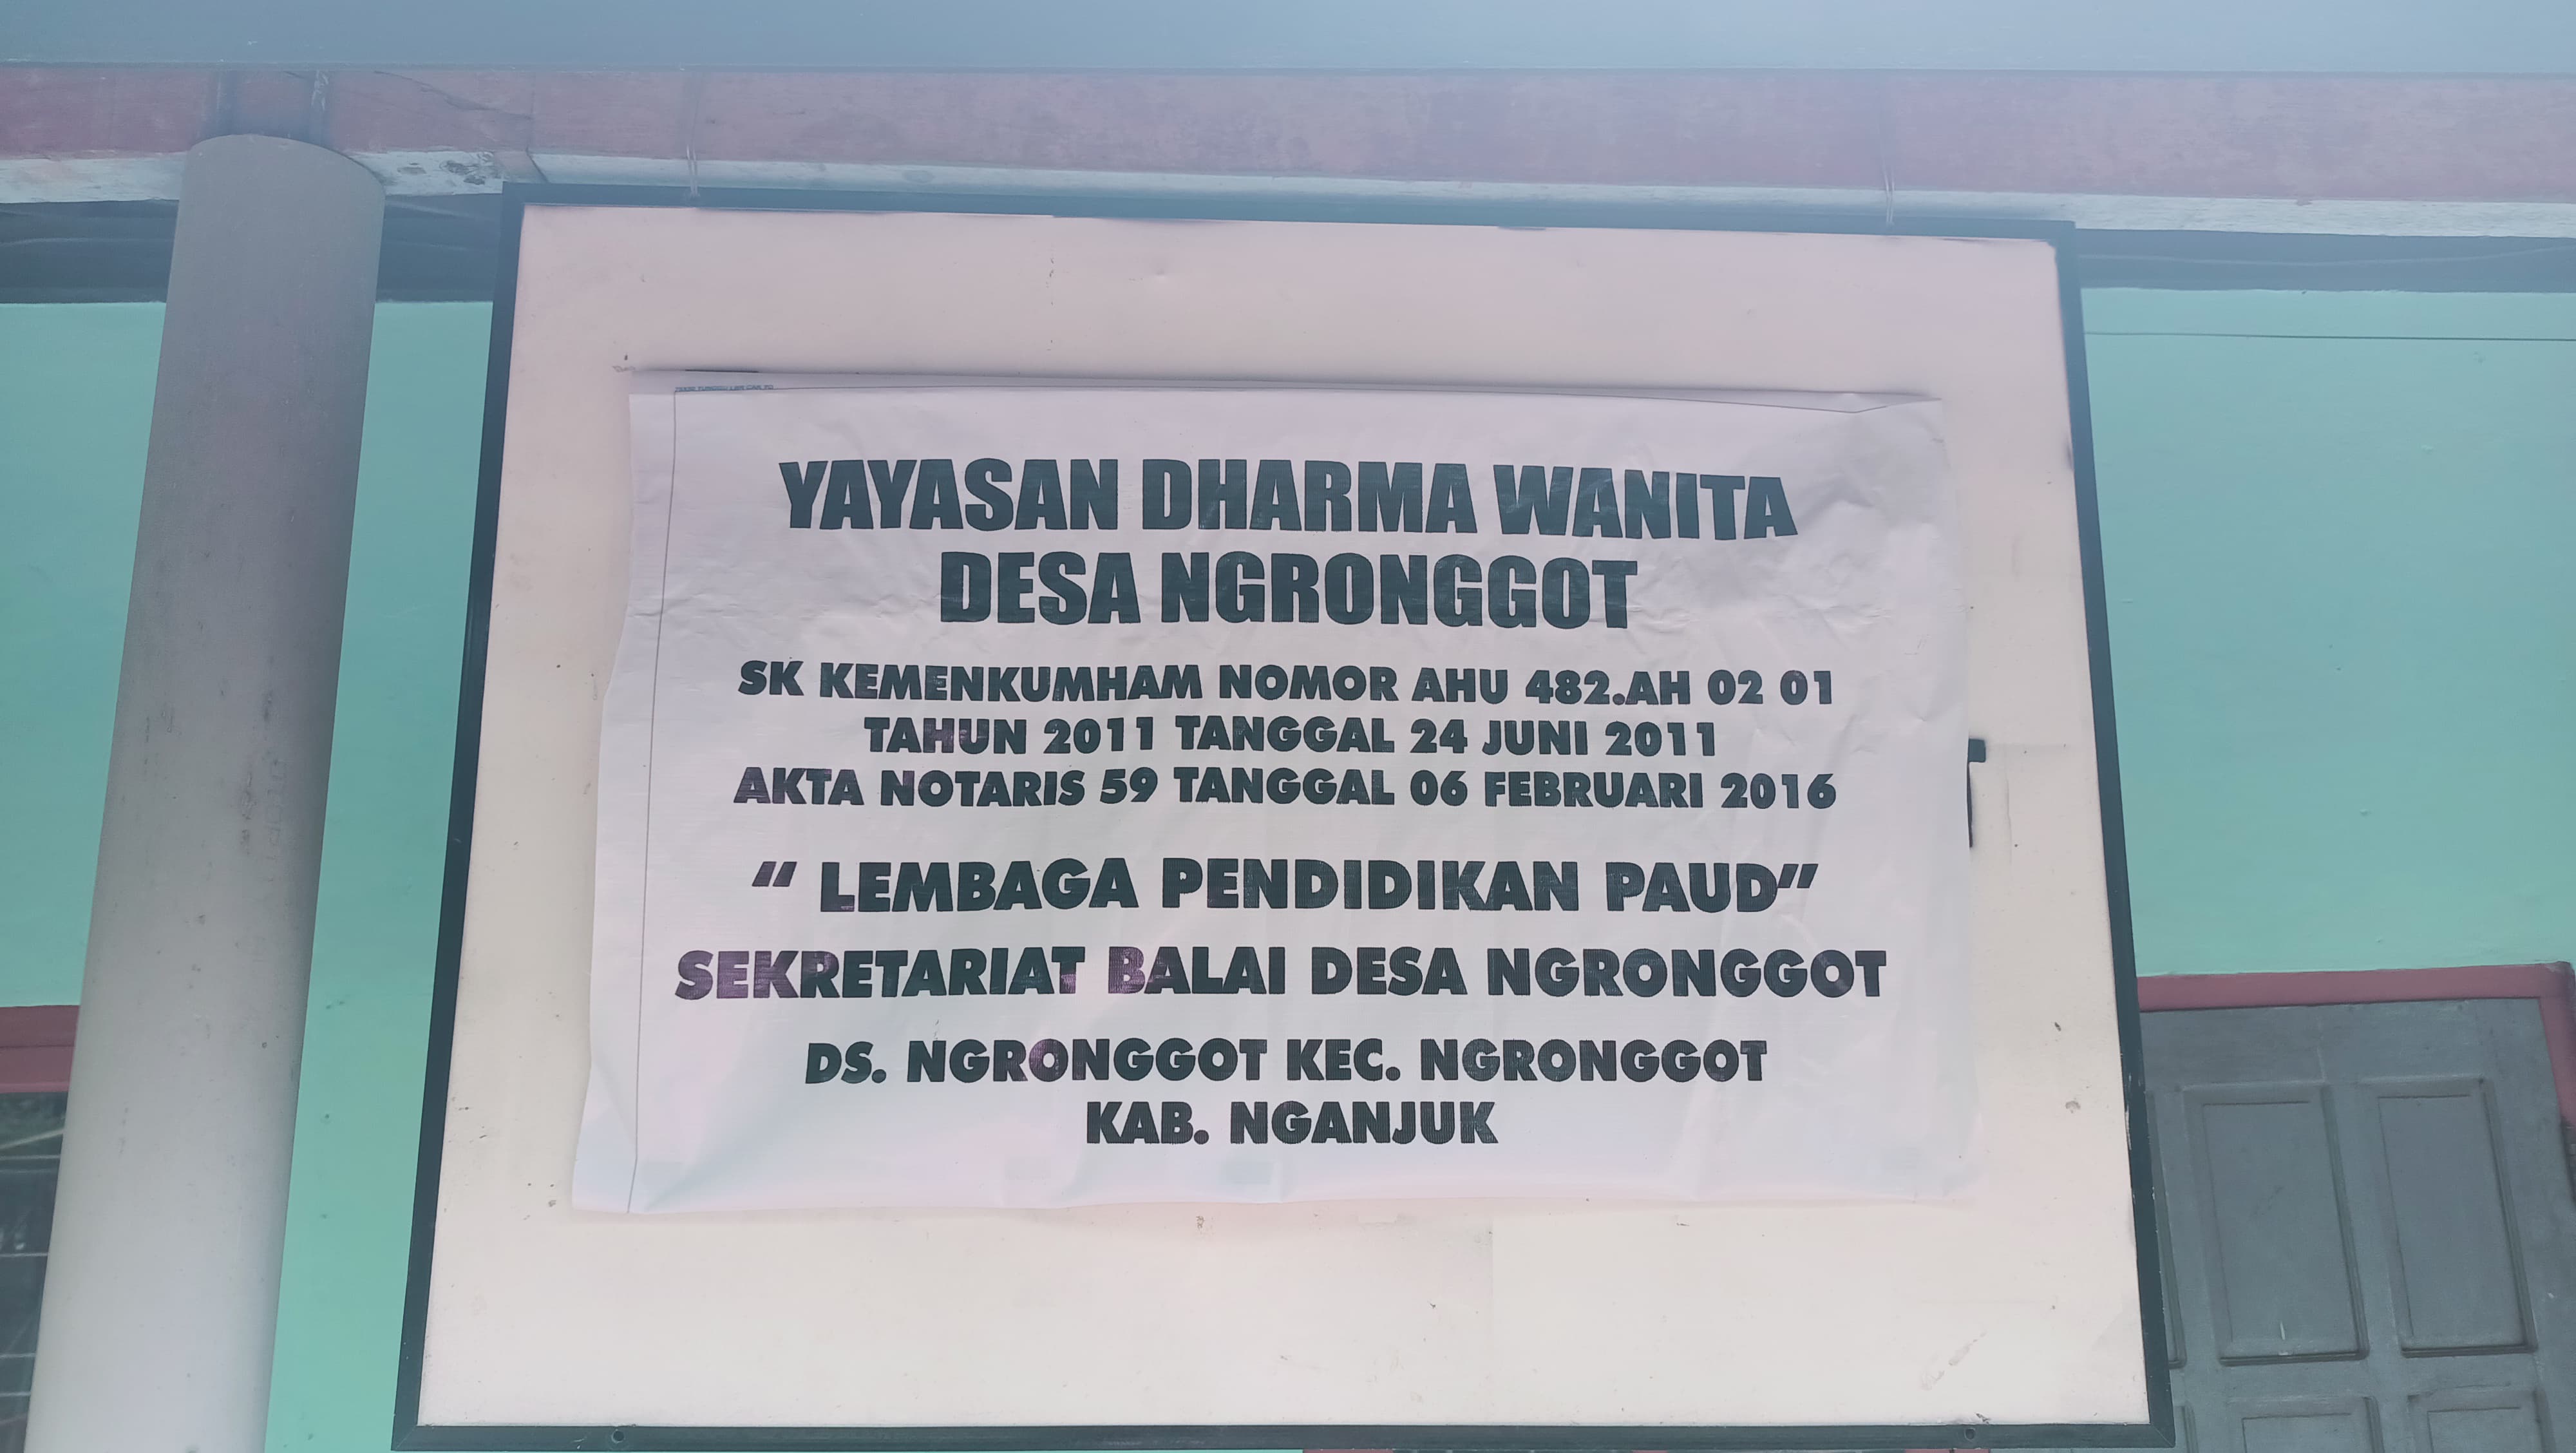 YAYASAN DHARMA WANITA
DESA NGRONGGOT
SK KEMENKUMHAM NOMOR AHU 482.AH 02 01
TAHUN 2011 TANGGAL 24 JUNI 2011
AKTA NOTARIS 59 TANGGAL 06 FEBRUARI 2016
“ LEMBAGA PENDIDIKAN PAUD”
SEKRETARIAT BALAI DESA NGRONGGOT
DS. NGRONGGOT KEC. NGRONGGOT
KAB. NGANJUK